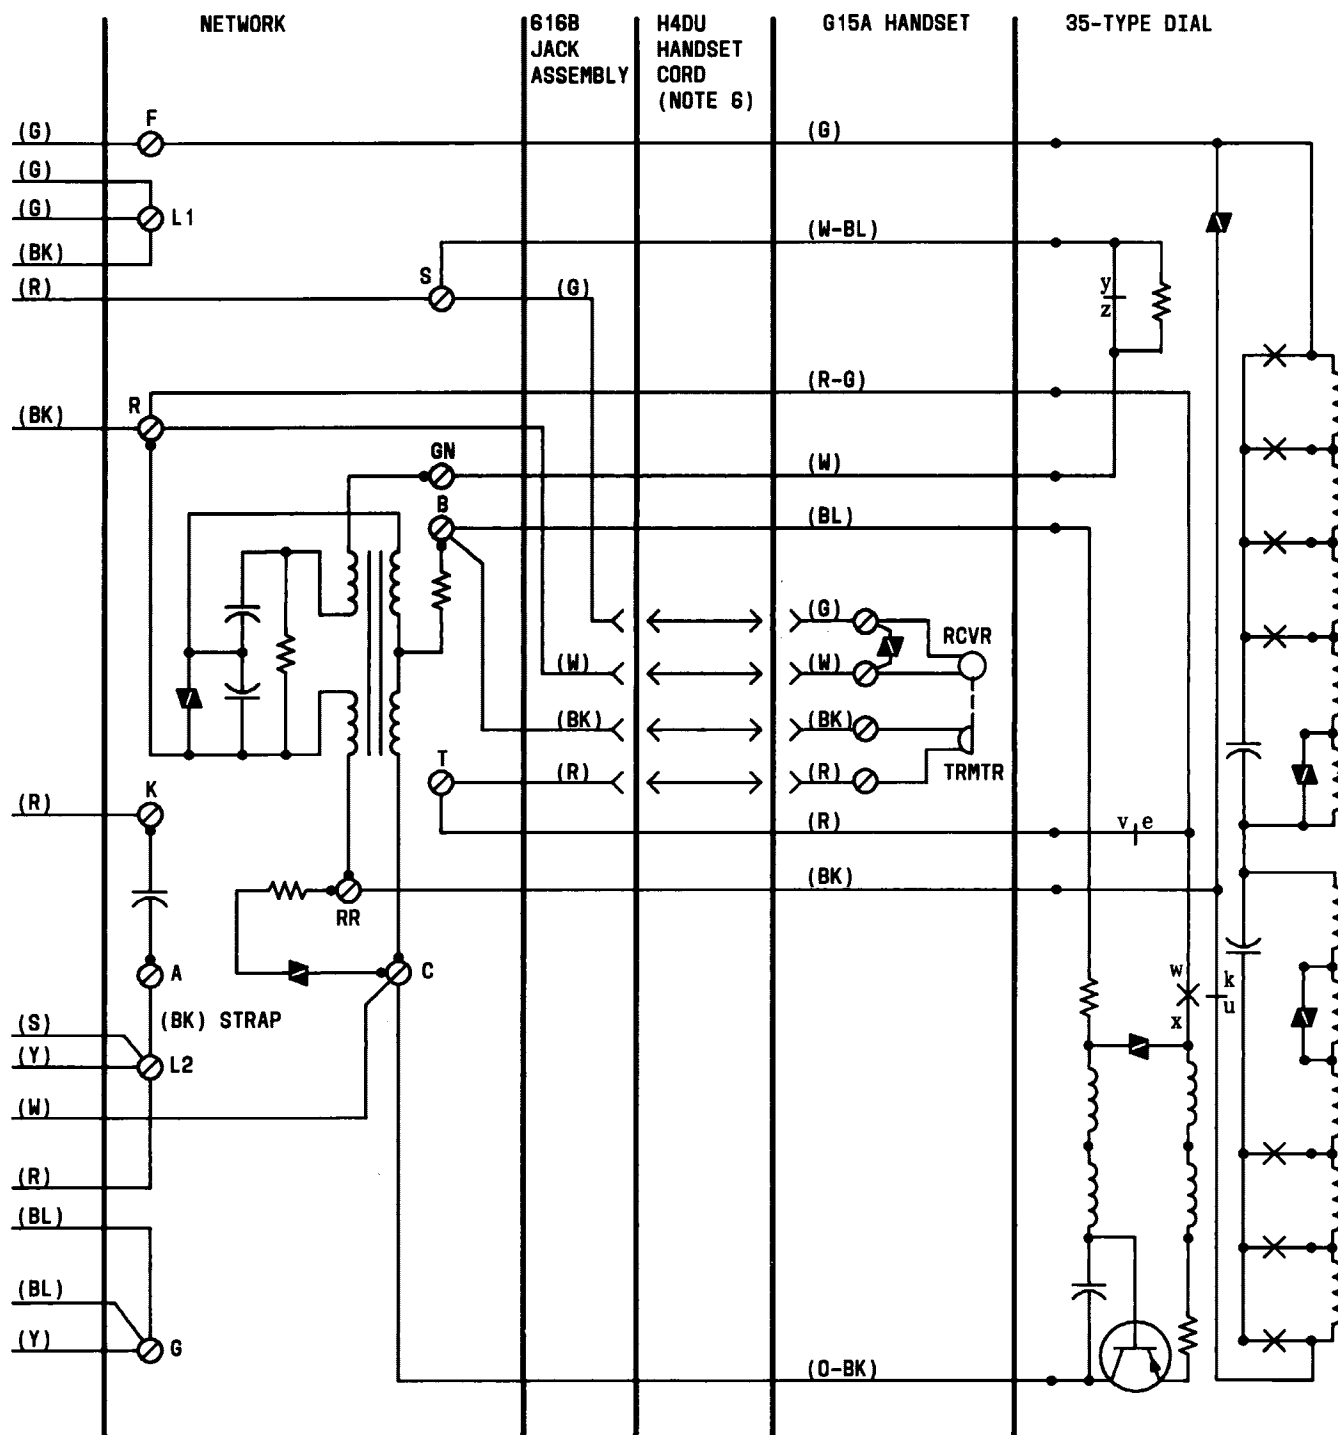 NETWORK
616B
JACK
ASSEMBLY
H4DU
HANDSET
CORD
(NOTE 6)
G15A HANDSET
35-TYPE DIAL
(G)
F
(G)
(G)
(G)
L1
(BK)
(W-BL)
(R)
S
(G)
y
z
(R-G)
(BK)
R
GN
(W)
B
(BL)
(G)
RCVR
(W)
(W)
(BK)
(BK)
T
(R)
(R)
TRMTR
(R)
K
(R)
v
e
(BK)
RR
A
C
w
x
k
u
(BK) STRAP
(S)
(Y)
L2
(W)
(R)
(BL)
(BL)
(Y)
G
(O-BK)